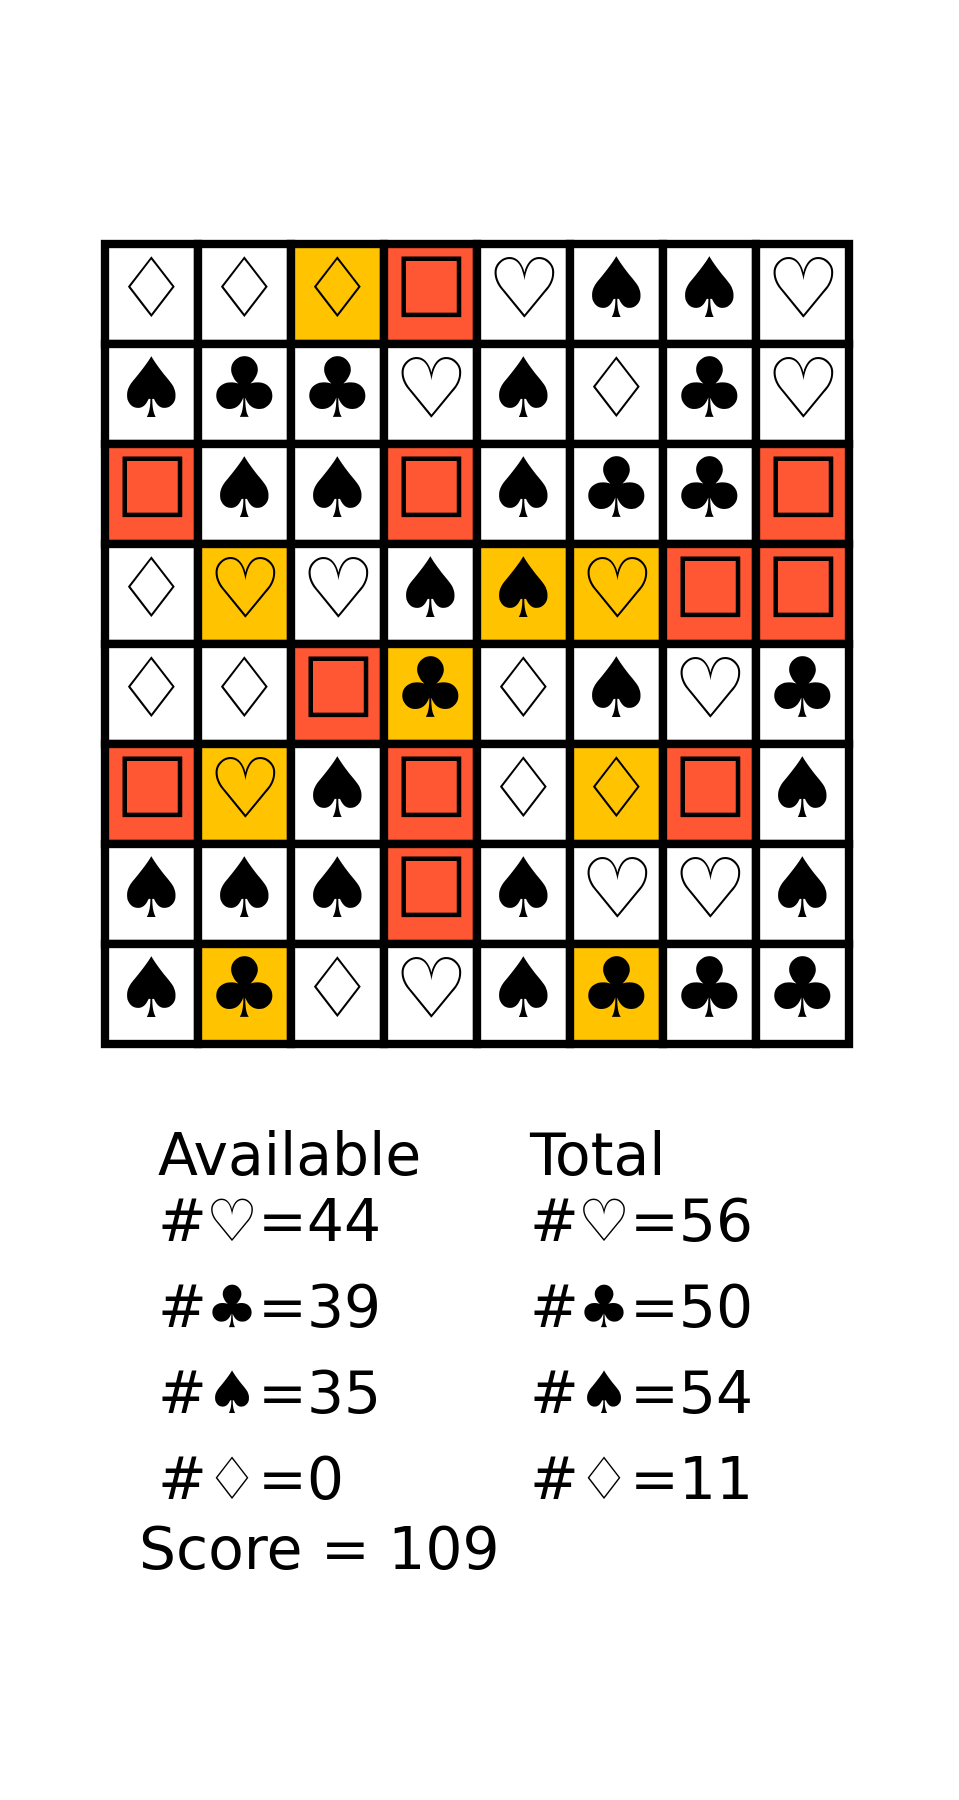 ♢ ♢ ♢ □ ♡ ♠ ♠ ♡
♠ ♣ ♣ ♡ ♠ ♢ ♣ ♡
□ ♠ ♠ □ ♠ ♣ ♣ □
♢ ♡ ♡ ♠ ♠ ♡ □ □
♢ ♢ □ ♣ ♢ ♠ ♡ ♣
□ ♡ ♠ □ ♢ ♢ □ ♠
♠ ♠ ♠ □ ♠ ♡ ♡ ♠
♠ ♣ ♢ ♡ ♠ ♣ ♣ ♣
Available Total
#♡=44 #♡=56
#♣=39 #♣=50
#♠=35 #♠=54
#♢=0 #♢=11
Score = 109